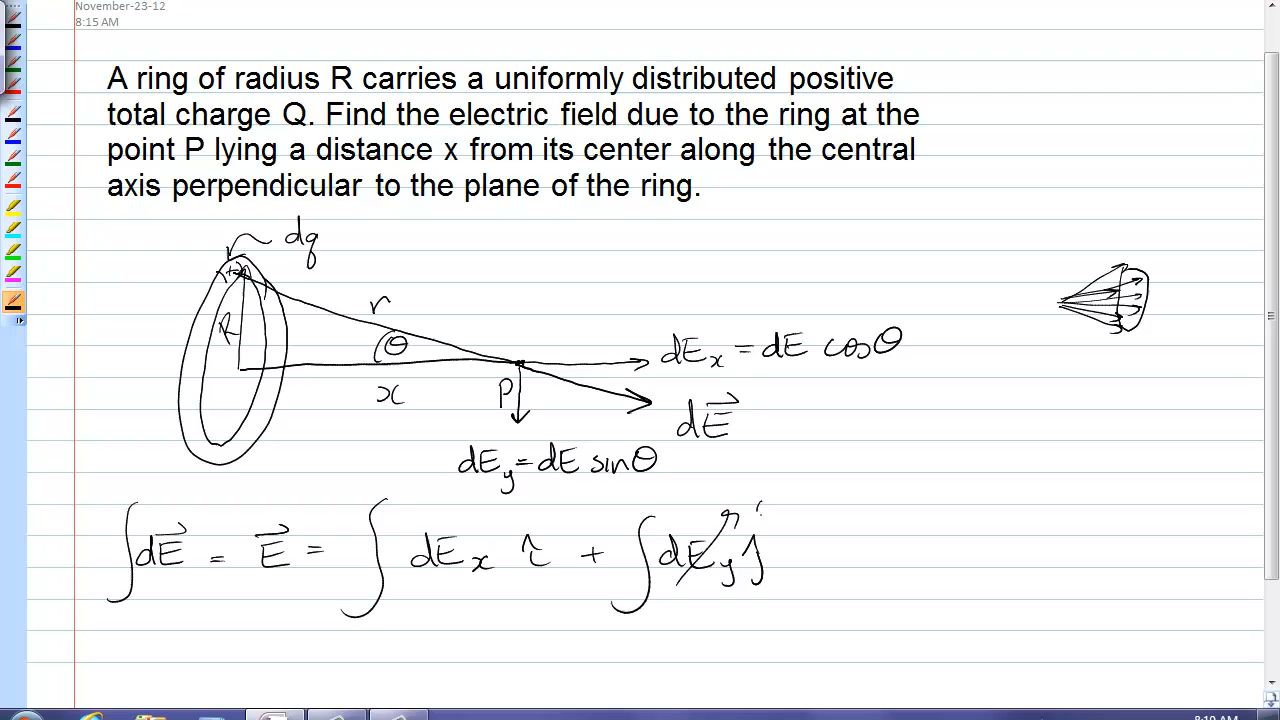 November-23-12
8:15 AM
A ring of radius R carries a uniformly distributed positive
total charge Q. Find the electric field due to the ring at the
point P lying a distance x from its center along the central
axis perpendicular to the plane of the ring.
dq
r
R
θ
x
P
dEₓ = dE cosθ
dE⃗
dE_y = dE sinθ
∫dE⃗ = E⃗ = ∫ dEₓ î + ∫ dE_y ĵ